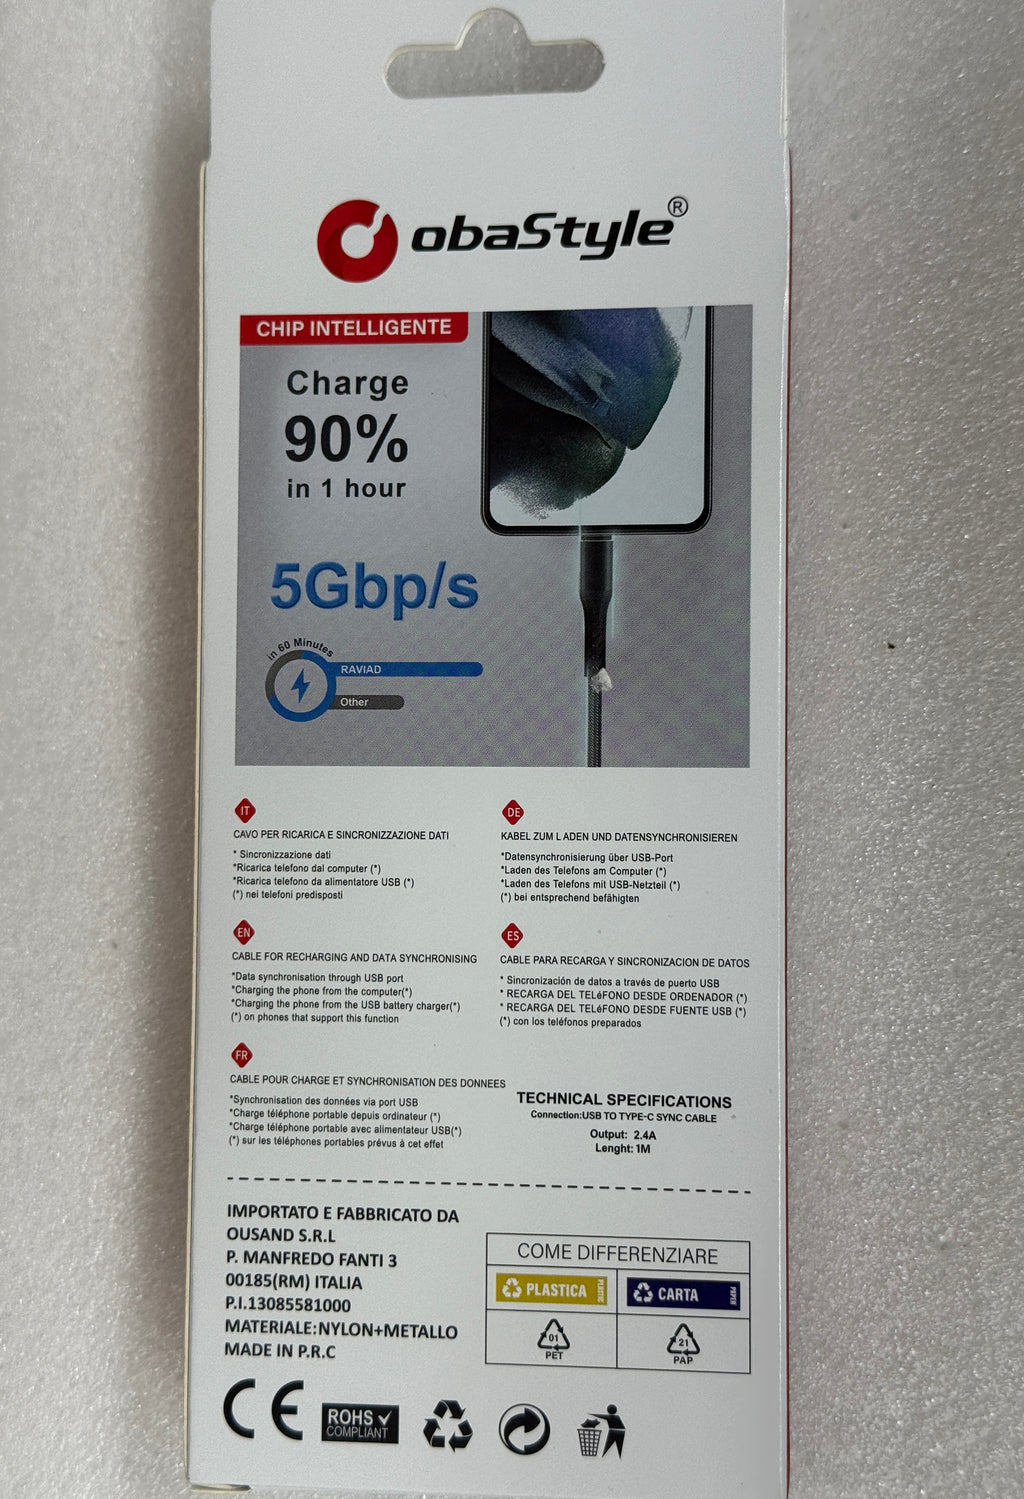 obaStyle®
CHIP INTELLIGENTE
Charge
90%
in 1 hour
5Gbp/s
in 60 Minutes
RAVIAD
Other
IT
CAVO PER RICARICA E SINCRONIZZAZIONE DATI
* Sincronizzazione dati
*Ricarica telefono dal computer (*)
*Ricarica telefono da alimentatore USB (*)
(*) nei telefoni predisposti
DE
KABEL ZUM L ADEN UND DATENSYNCHRONISIEREN
*Datensynchronisierung über USB-Port
*Laden des Telefons am Computer (*)
*Laden des Telefons mit USB-Netzteil (*)
(*) bei entsprechend befähigten
EN
CABLE FOR RECHARGING AND DATA SYNCHRONISING
*Data synchronisation through USB port
*Charging the phone from the computer(*)
*Charging the phone from the USB battery charger(*)
(*) on phones that support this function
ES
CABLE PARA RECARGA Y SINCRONIZACION DE DATOS
* Sincronización de datos a través de puerto USB
* RECARGA DEL TELéFONO DESDE ORDENADOR (*)
* RECARGA DEL TELéFONO DESDE FUENTE USB (*)
(*) con los teléfonos preparados
FR
CABLE POUR CHARGE ET SYNCHRONISATION DES DONNEES
*Synchronisation des données via port USB
*Charge téléphone portable depuis ordinateur (*)
*Charge téléphone portable avec alimentateur USB(*)
(*) sur les téléphones portables prévus à cet effet
TECHNICAL SPECIFICATIONS
Connection:USB TO TYPE-C SYNC CABLE
Output: 2.4A
Lenght: 1M
IMPORTATO E FABBRICATO DA
OUSAND S.R.L
P. MANFREDO FANTI 3
00185(RM) ITALIA
P.I.13085581000
MATERIALE:NYLON+METALLO
MADE IN P.R.C
COME DIFFERENZIARE
PLASTICA
CARTA PAPER
01
PET
21
PAP
CE
ROHS
COMPLIANT